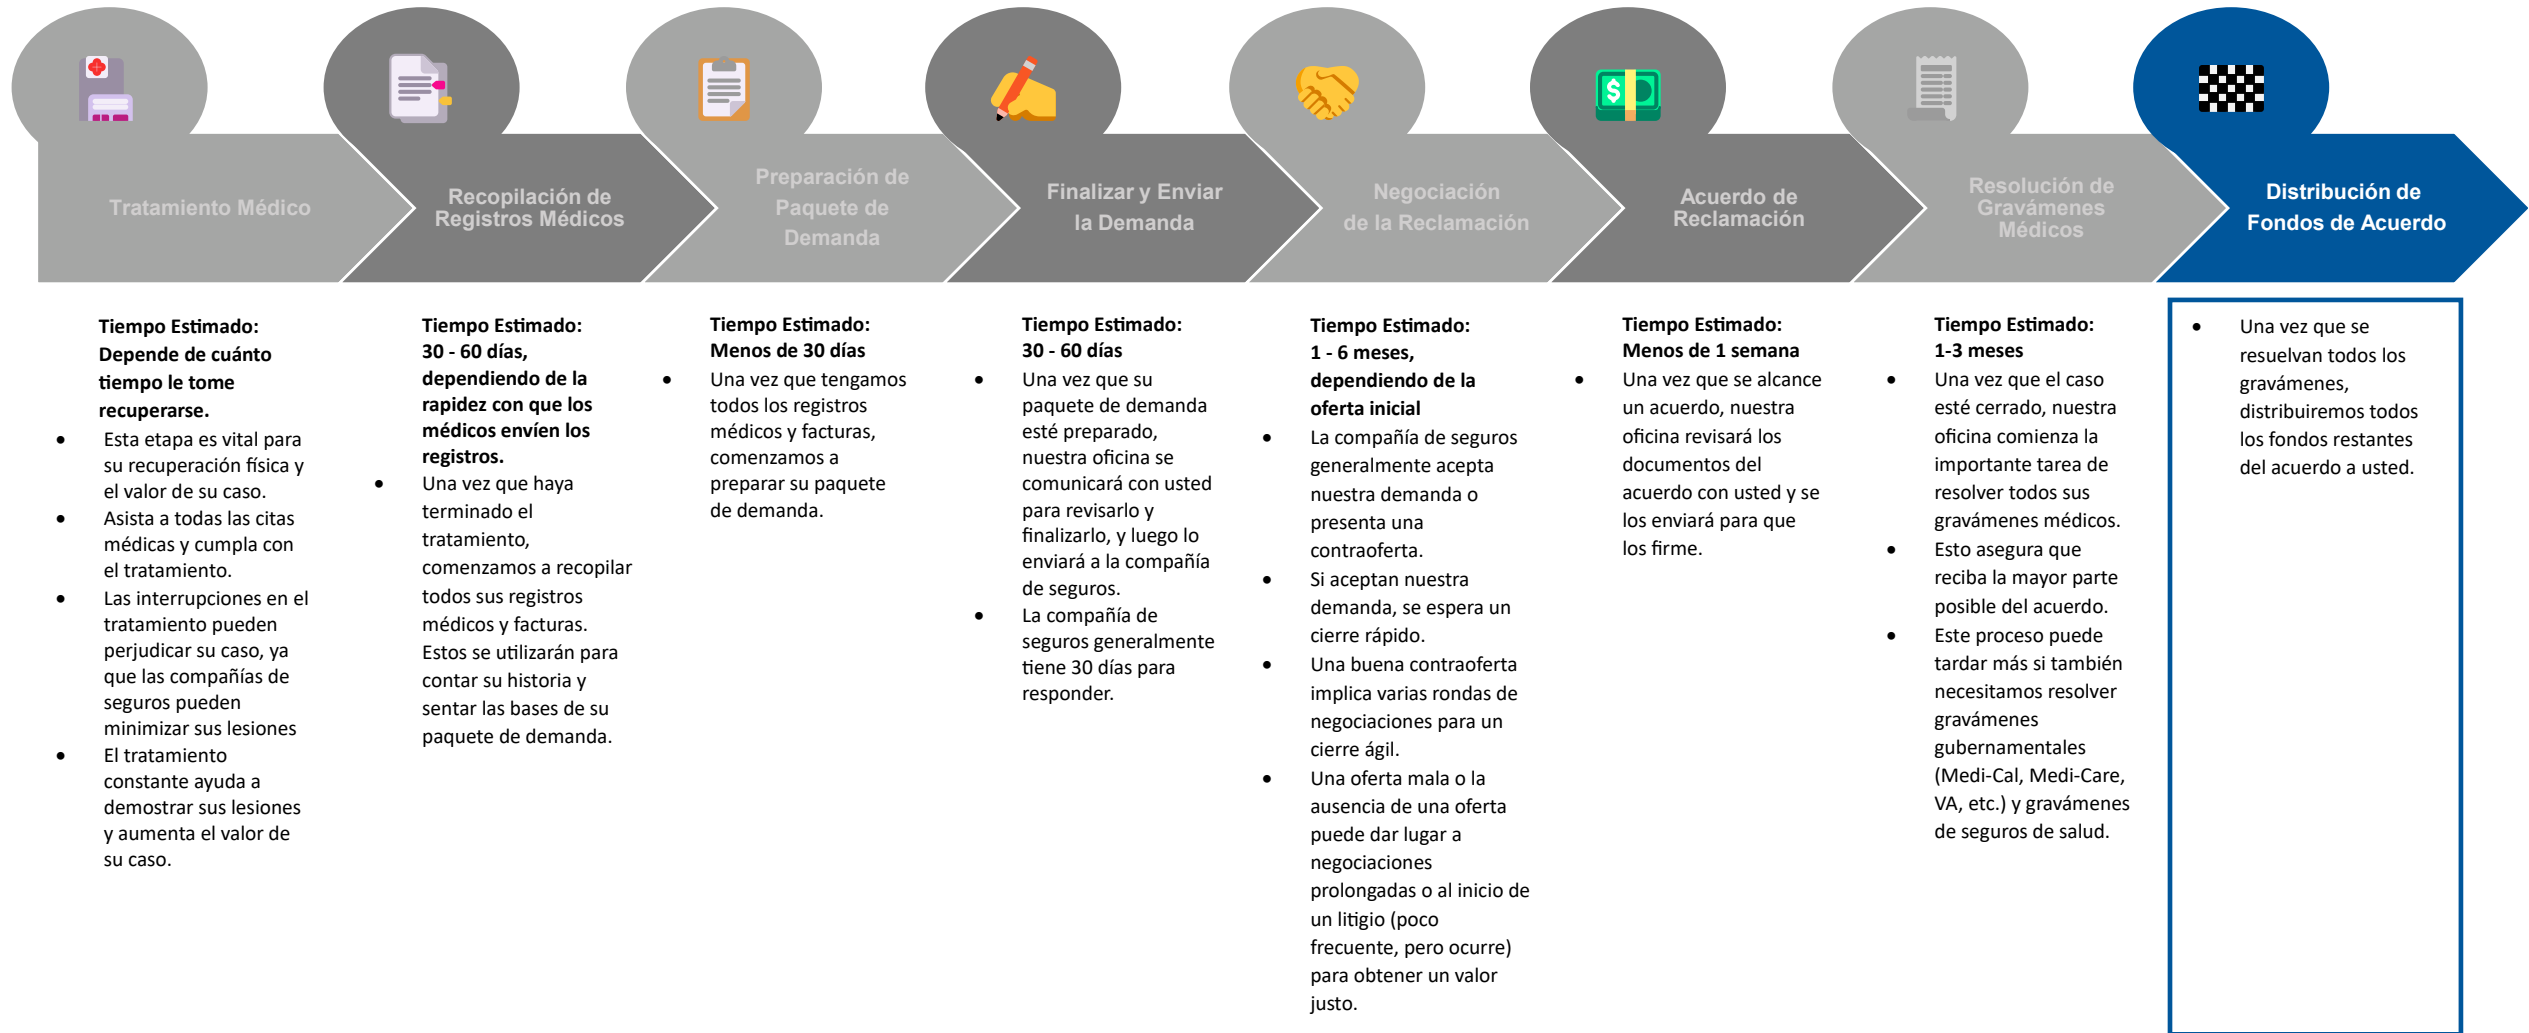 Tratamiento Médico
Recopilación de
Registros Médicos
Preparación de
Paquete de
Demanda
Finalizar y Enviar
la Demanda
Negociación
de la Reclamación
Acuerdo de
Reclamación
Resolución de
Gravámenes
Médicos
Distribución de
Fondos de Acuerdo
Tiempo Estimado:
Depende de cuánto
tiempo le tome
recuperarse.
• Esta etapa es vital para
su recuperación física y
el valor de su caso.
• Asista a todas las citas
médicas y cumpla con
el tratamiento.
• Las interrupciones en el
tratamiento pueden
perjudicar su caso, ya
que las compañías de
seguros pueden
minimizar sus lesiones
• El tratamiento
constante ayuda a
demostrar sus lesiones
y aumenta el valor de
su caso.
Tiempo Estimado:
30 - 60 días,
dependiendo de la
rapidez con que los
médicos envíen los
registros.
• Una vez que haya
terminado el
tratamiento,
comenzamos a recopilar
todos sus registros
médicos y facturas.
Estos se utilizarán para
contar su historia y
sentar las bases de su
paquete de demanda.
Tiempo Estimado:
Menos de 30 días
• Una vez que tengamos
todos los registros
médicos y facturas,
comenzamos a
preparar su paquete
de demanda.
Tiempo Estimado:
30 - 60 días
• Una vez que su
paquete de demanda
esté preparado,
nuestra oficina se
comunicará con usted
para revisarlo y
finalizarlo, y luego lo
enviará a la compañía
de seguros.
• La compañía de
seguros generalmente
tiene 30 días para
responder.
Tiempo Estimado:
1 - 6 meses,
dependiendo de la
oferta inicial
• La compañía de seguros
generalmente acepta
nuestra demanda o
presenta una
contraoferta.
• Si aceptan nuestra
demanda, se espera un
cierre rápido.
• Una buena contraoferta
implica varias rondas de
negociaciones para un
cierre ágil.
• Una oferta mala o la
ausencia de una oferta
puede dar lugar a
negociaciones
prolongadas o al inicio de
un litigio (poco
frecuente, pero ocurre)
para obtener un valor
justo.
Tiempo Estimado:
Menos de 1 semana
• Una vez que se alcance
un acuerdo, nuestra
oficina revisará los
documentos del
acuerdo con usted y se
los enviará para que
los firme.
Tiempo Estimado:
1-3 meses
• Una vez que el caso
esté cerrado, nuestra
oficina comienza la
importante tarea de
resolver todos sus
gravámenes médicos.
• Esto asegura que
reciba la mayor parte
posible del acuerdo.
• Este proceso puede
tardar más si también
necesitamos resolver
gravámenes
gubernamentales
(Medi-Cal, Medi-Care,
VA, etc.) y gravámenes
de seguros de salud.
• Una vez que se
resuelvan todos los
gravámenes,
distribuiremos todos
los fondos restantes
del acuerdo a usted.